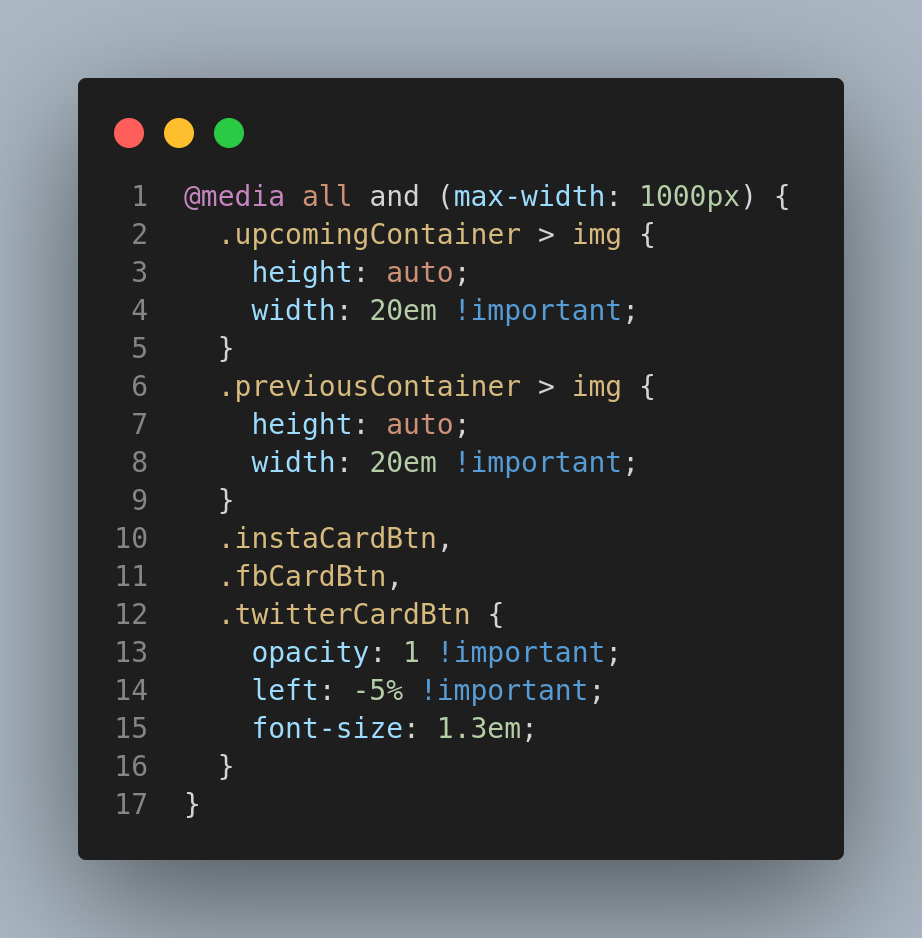 1 @media all and (max-width: 1000px) {
2   .upcomingContainer > img {
3     height: auto;
4     width: 20em !important;
5   }
6   .previousContainer > img {
7     height: auto;
8     width: 20em !important;
9   }
10   .instaCardBtn,
11   .fbCardBtn,
12   .twitterCardBtn {
13     opacity: 1 !important;
14     left: -5% !important;
15     font-size: 1.3em;
16   }
17 }